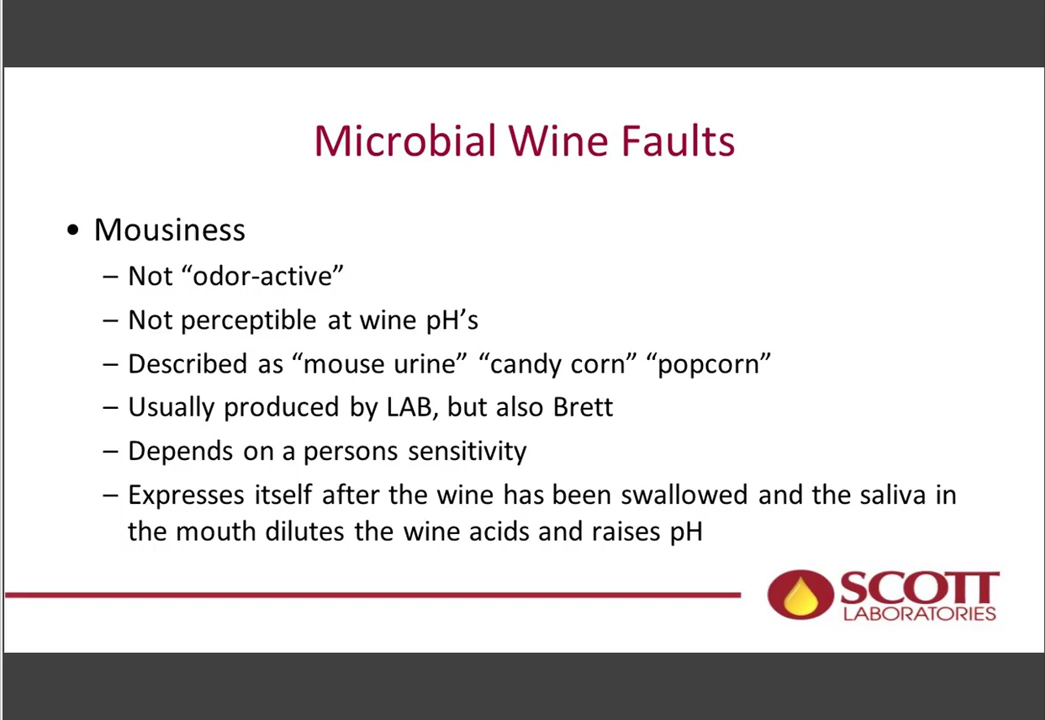 Microbial Wine Faults
• Mousiness
– Not “odor-active”
– Not perceptible at wine pH’s
– Described as “mouse urine” “candy corn” “popcorn”
– Usually produced by LAB, but also Brett
– Depends on a persons sensitivity
– Expresses itself after the wine has been swallowed and the saliva in
the mouth dilutes the wine acids and raises pH
SCOTT
LABORATORIES